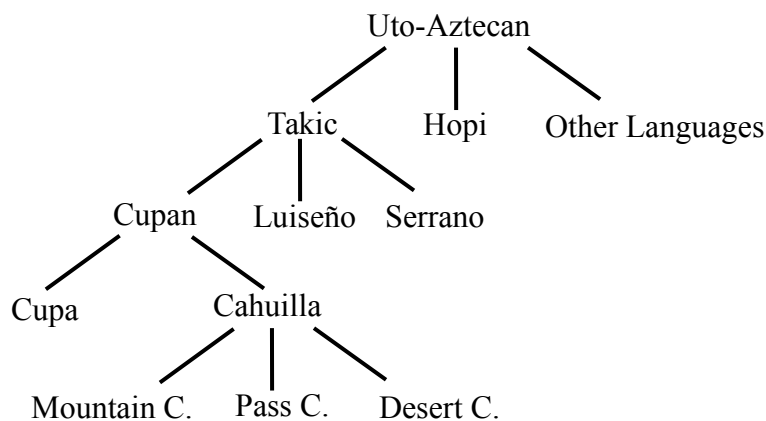 Uto-Aztecan
Takic
Hopi
Other Languages
Cupan
Luiseño
Serrano
Cupa
Cahuilla
Mountain C.
Pass C.
Desert C.